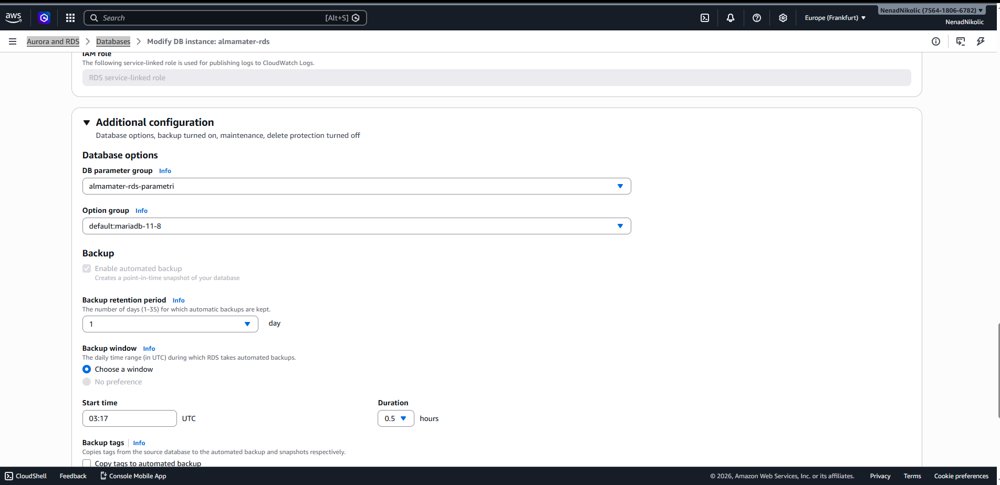 aws
Search [Alt+S]
Europe (Frankfurt) ▼
NenadNikolic (7564-1806-6782) ▼
NenadNikolic
Aurora and RDS > Databases > Modify DB instance: almamater-rds
IAM role
The following service-linked role is used for publishing logs to CloudWatch Logs.
RDS service-linked role
Additional configuration
Database options, backup turned on, maintenance, delete protection turned off
Database options
DB parameter group Info
almamater-rds-parametri
Option group Info
default:mariadb-11-8
Backup
Enable automated backup
Creates a point-in-time snapshot of your database
Backup retention period Info
The number of days (1-35) for which automatic backups are kept.
1 day
Backup window Info
The daily time range (in UTC) during which RDS takes automated backups.
Choose a window
No preference
Start time Duration
03:17 UTC 0.5 hours
Backup tags Info
Copies tags from the source database to the automated backup and snapshots respectively.
Copy tags to automated backup
CloudShell Feedback Console Mobile App © 2026, Amazon Web Services, Inc. or its affiliates. Privacy Terms Cookie preferences